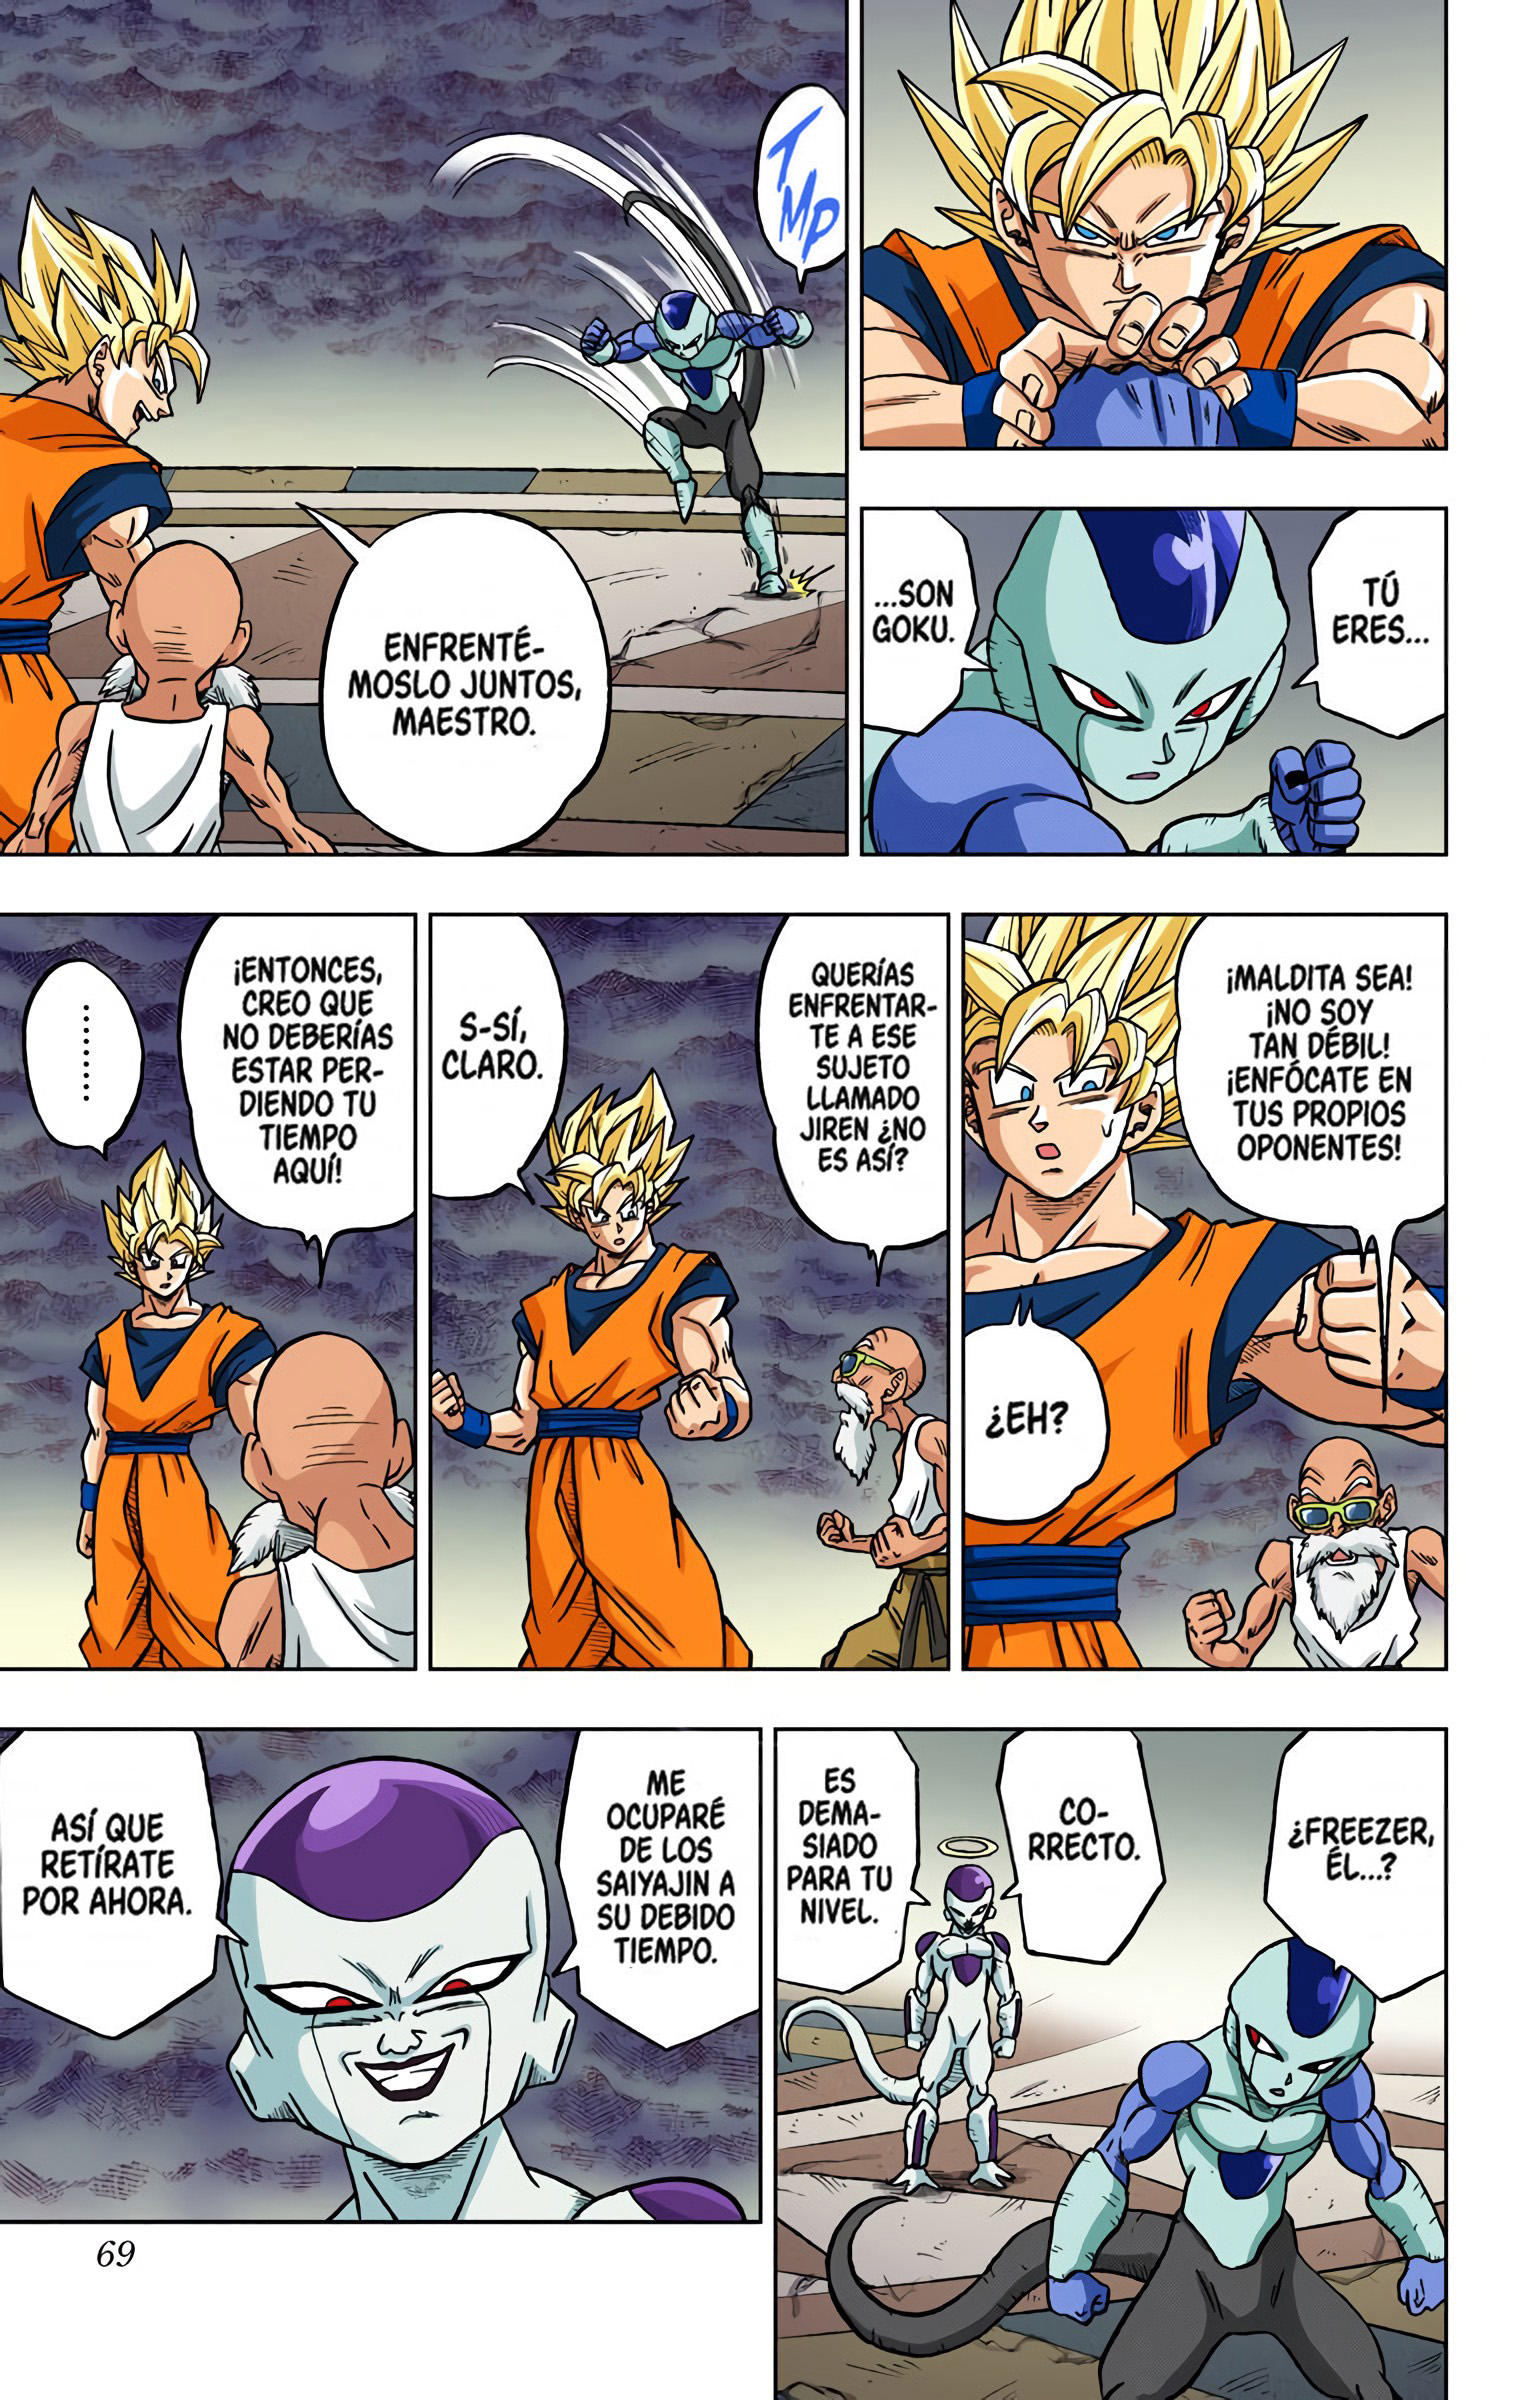 TÚ
ERES...
...SON
GOKU.
TMP
ENFRENTÉ-
MOSLO JUNTOS,
MAESTRO.
¡MALDITA SEA!
¡NO SOY
TAN DÉBIL!
¡ENFÓCATE EN
TUS PROPIOS
OPONENTES!
¿EH?
QUERÍAS
ENFRENTAR-
TE A ESE
SUJETO
LLAMADO
JIREN ¿NO
ES ASÍ?
S-SÍ,
CLARO.
¡ENTONCES,
CREO QUE
NO DEBERÍAS
ESTAR PER-
DIENDO TU
TIEMPO
AQUÍ!
........
¿FREEZER,
ÉL...?
CO-
RRECTO.
ES
DEMA-
SIADO
PARA TU
NIVEL.
ME
OCUPARÉ
DE LOS
SAIYAJIN A
SU DEBIDO
TIEMPO.
ASÍ QUE
RETÍRATE
POR AHORA.
69